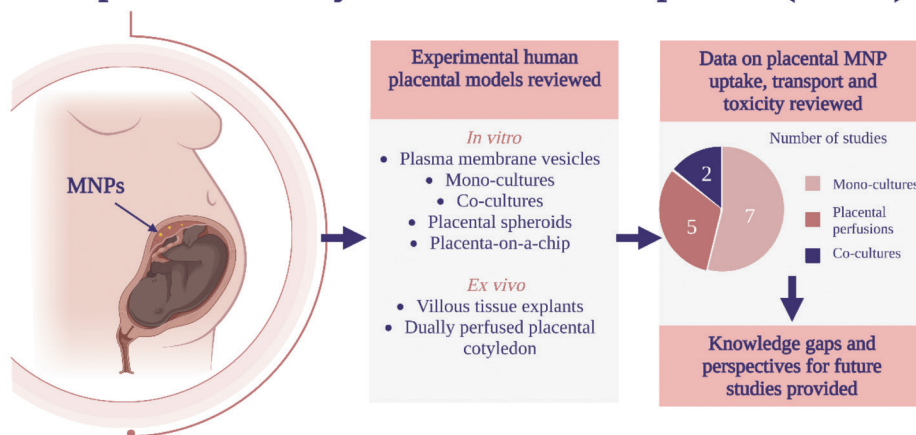 MNPs
Experimental human
placental models reviewed
In vitro
• Plasma membrane vesicles
• Mono-cultures
• Co-cultures
• Placental spheroids
• Placenta-on-a-chip
Ex vivo
• Villous tissue explants
• Dually perfused placental
cotyledon
Data on placental MNP
uptake, transport and
toxicity reviewed
Number of studies
2
5
7
Mono-cultures
Placental
perfusions
Co-cultures
Knowledge gaps and
perspectives for future
studies provided